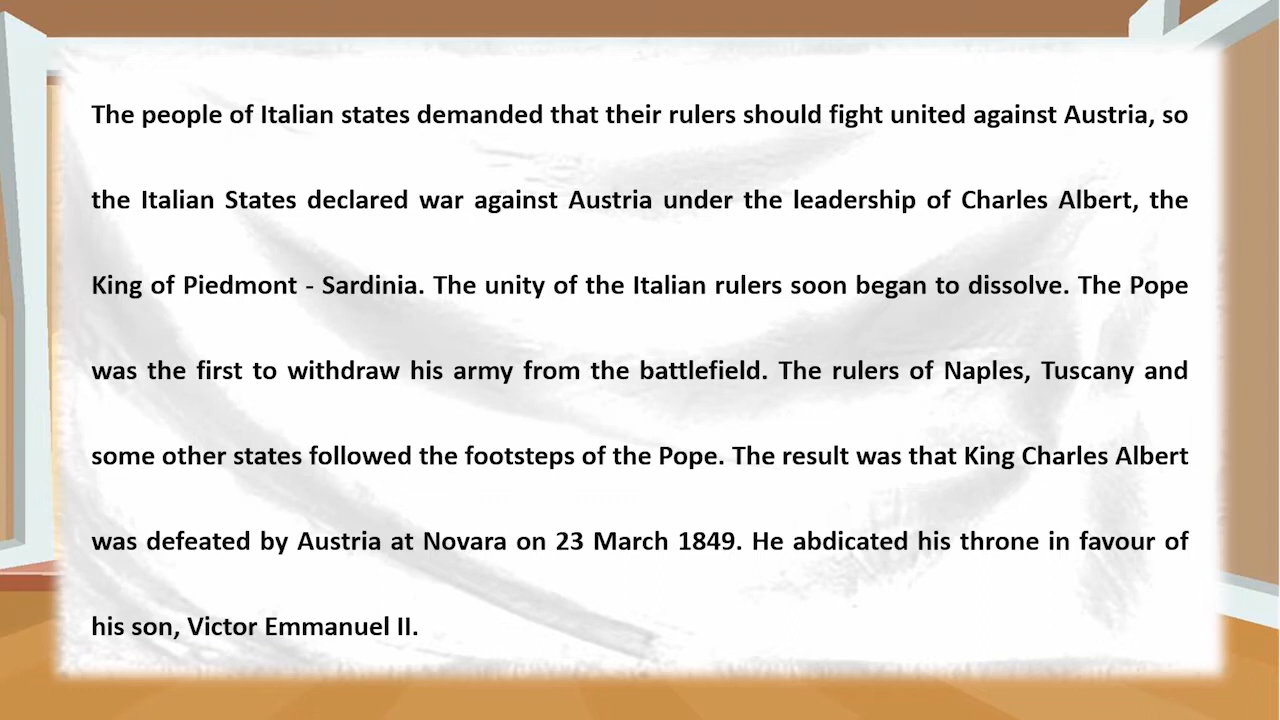 The people of Italian states demanded that their rulers should fight united against Austria, so
the Italian States declared war against Austria under the leadership of Charles Albert, the
King of Piedmont - Sardinia. The unity of the Italian rulers soon began to dissolve. The Pope
was the first to withdraw his army from the battlefield. The rulers of Naples, Tuscany and
some other states followed the footsteps of the Pope. The result was that King Charles Albert
was defeated by Austria at Novara on 23 March 1849. He abdicated his throne in favour of
his son, Victor Emmanuel II.